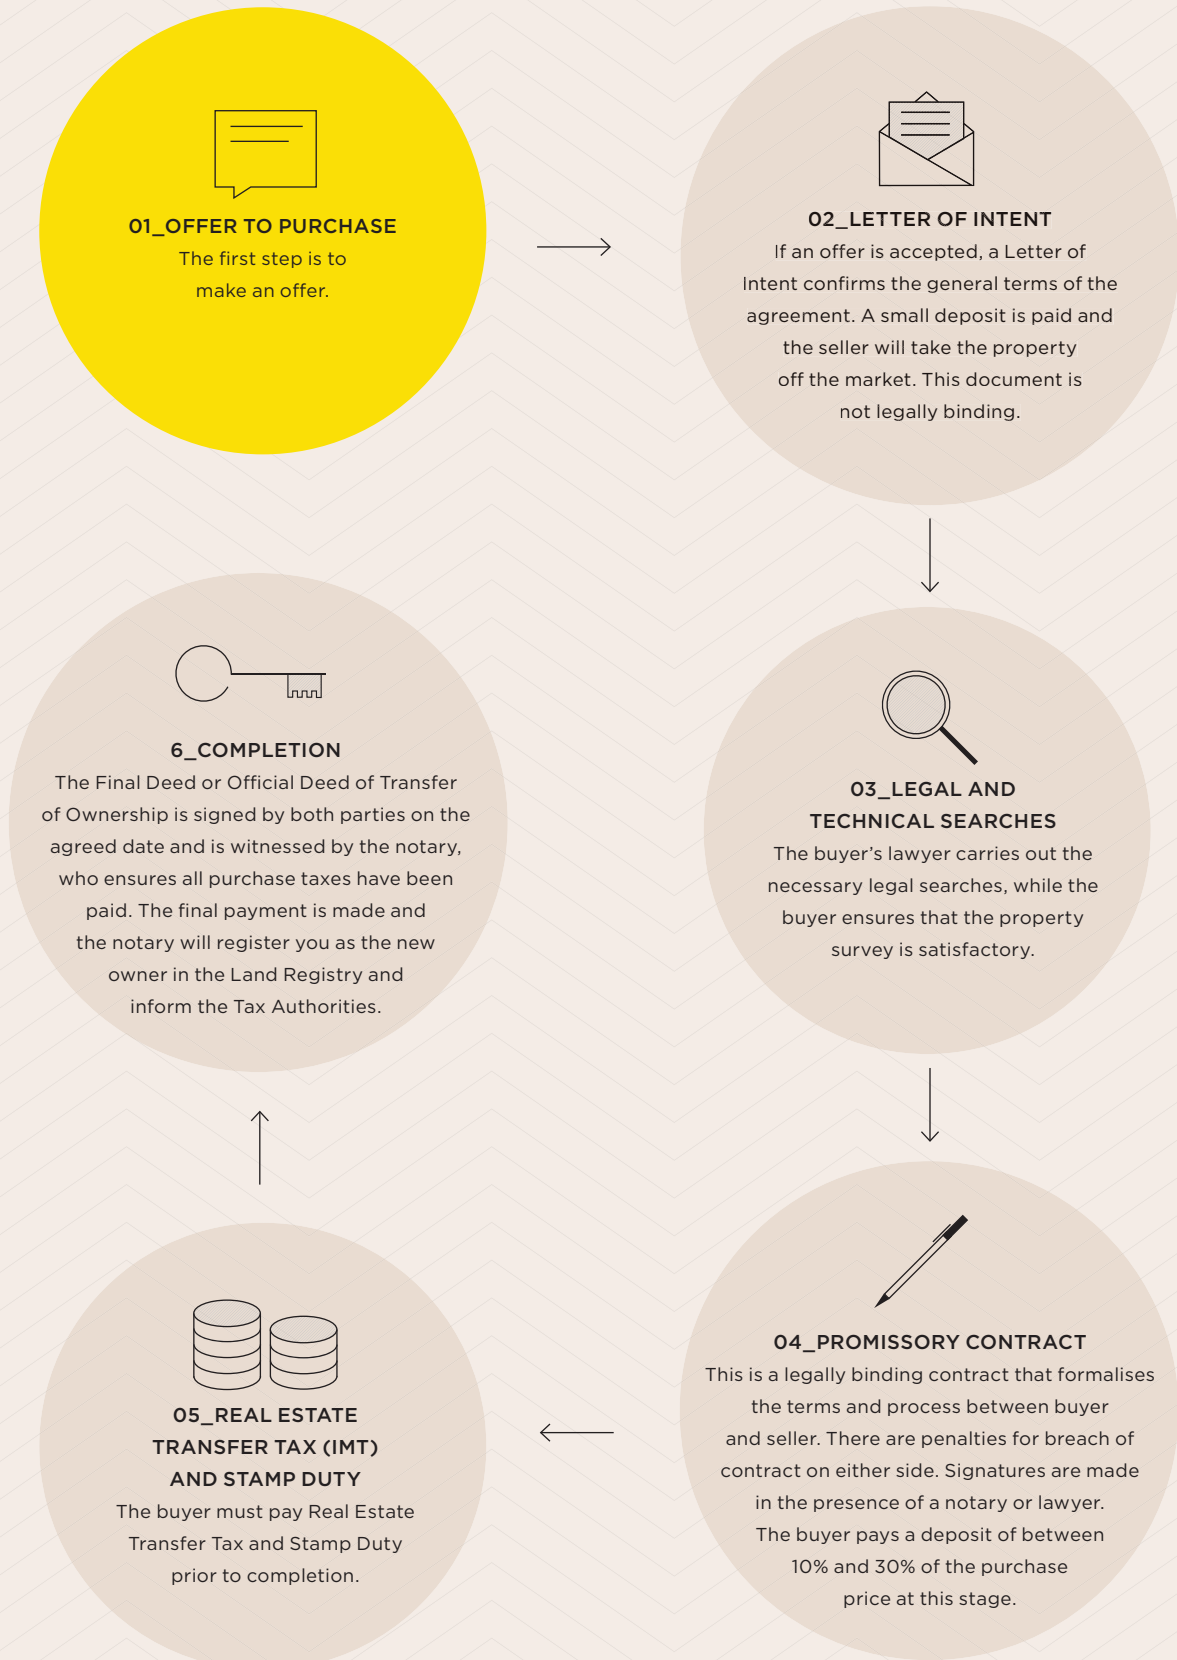 01_OFFER TO PURCHASE
The first step is to
make an offer.
02_LETTER OF INTENT
If an offer is accepted, a Letter of
Intent confirms the general terms of the
agreement. A small deposit is paid and
the seller will take the property
off the market. This document is
not legally binding.
03_LEGAL AND
TECHNICAL SEARCHES
The buyer’s lawyer carries out the
necessary legal searches, while the
buyer ensures that the property
survey is satisfactory.
04_PROMISSORY CONTRACT
This is a legally binding contract that formalises
the terms and process between buyer
and seller. There are penalties for breach of
contract on either side. Signatures are made
in the presence of a notary or lawyer.
The buyer pays a deposit of between
10% and 30% of the purchase
price at this stage.
05_REAL ESTATE
TRANSFER TAX (IMT)
AND STAMP DUTY
The buyer must pay Real Estate
Transfer Tax and Stamp Duty
prior to completion.
6_COMPLETION
The Final Deed or Official Deed of Transfer
of Ownership is signed by both parties on the
agreed date and is witnessed by the notary,
who ensures all purchase taxes have been
paid. The final payment is made and
the notary will register you as the new
owner in the Land Registry and
inform the Tax Authorities.